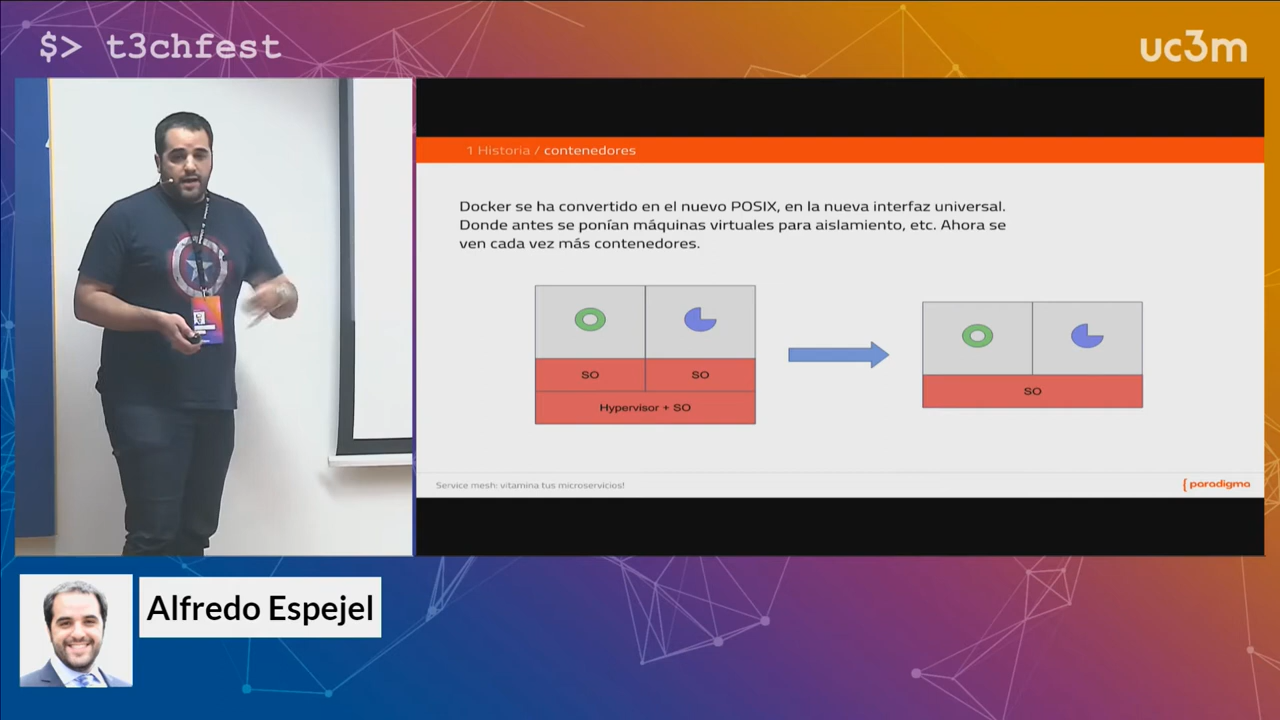 $> t3chfest
uc3m
1 Historia / contenedores
Docker se ha convertido en el nuevo POSIX, en la nueva interfaz universal.
Donde antes se ponían máquinas virtuales para aislamiento, etc. Ahora se
ven cada vez más contenedores.
SO
SO
Hypervisor + SO
SO
Service mesh: vitamina tus microservicios!
{paradigma
Alfredo Espejel